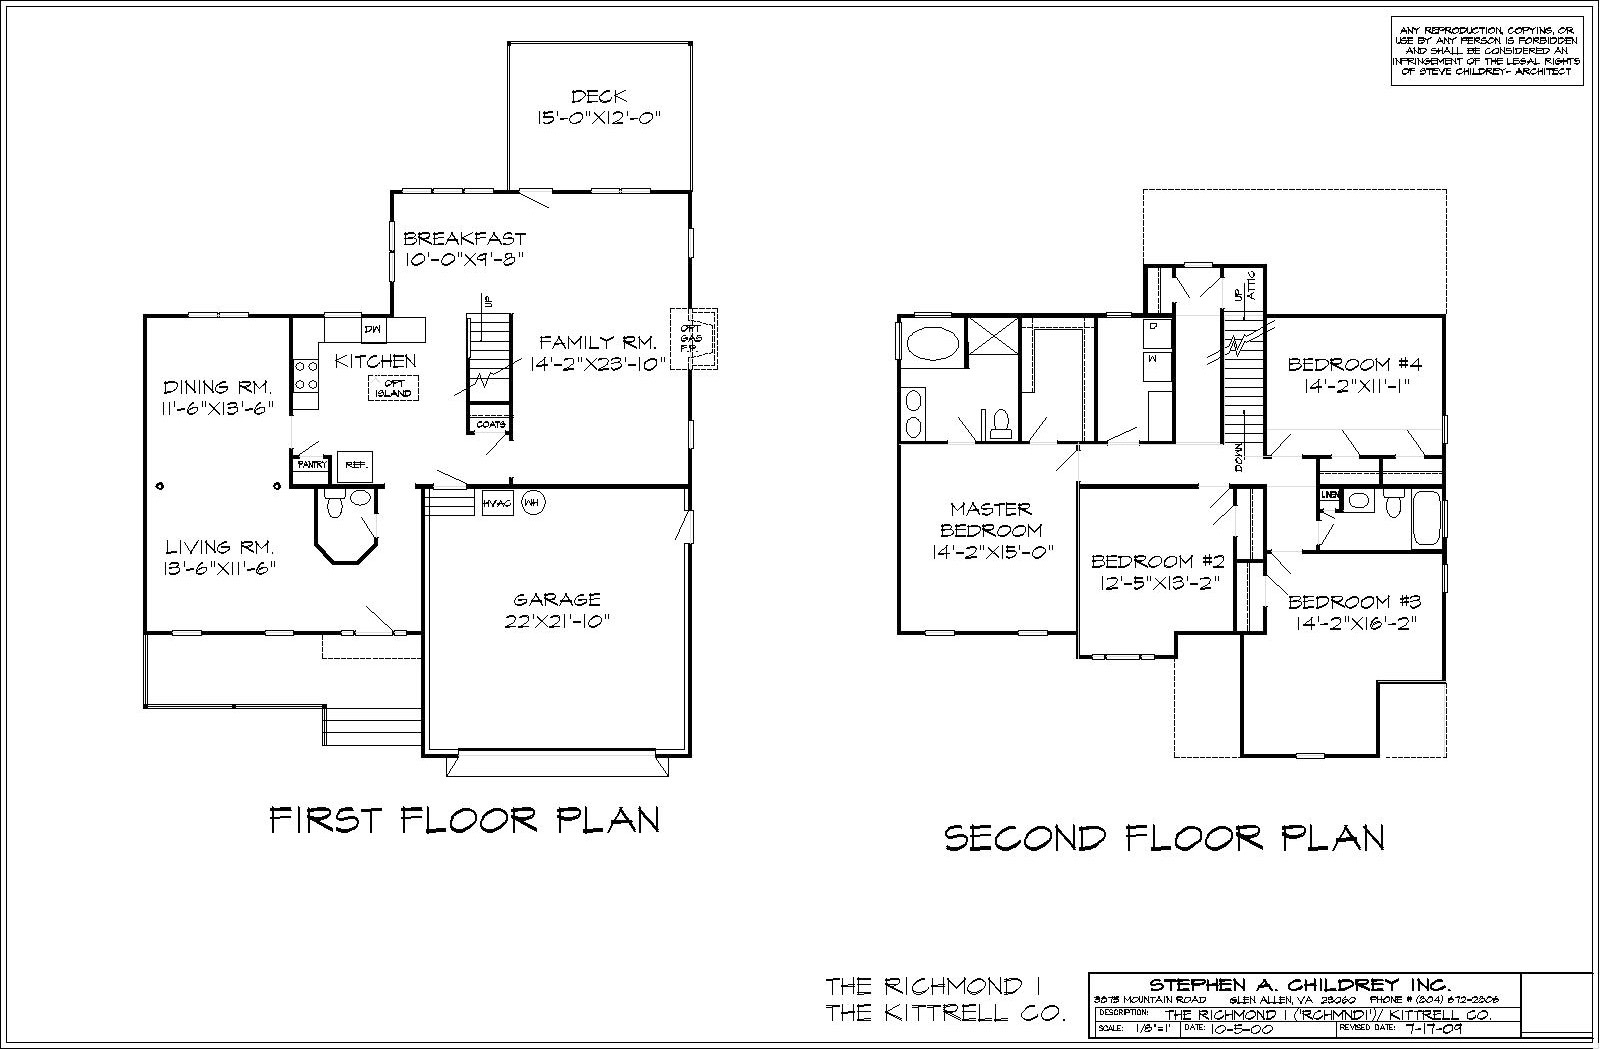 ANY REPRODUCTION, COPYING, OR
USE BY ANY PERSON IS FORBIDDEN
AND SHALL BE CONSIDERED AN
INFRINGEMENT OF THE LEGAL RIGHTS
OF STEVE CHILDREY- ARCHITECT
DECK
15'-0"X12'-0"
BREAKFAST
10'-0"X9'-8"
UP
DW
KITCHEN
OPT
ISLAND
FAMILY RM.
14'-2"X23'-10"
OPT
GAS
F.P.
DINING RM.
11'-6"X13'-6"
COATS
PANTRY
REF.
HVAC
WH
LIVING RM.
13'-6"X11'-6"
GARAGE
22'X21'-10"
FIRST FLOOR PLAN
UP
ATTIC
D
W
BEDROOM #4
14'-2"X11'-1"
DOWN
LINEN
MASTER
BEDROOM
14'-2"X15'-0"
BEDROOM #2
12'-5"X13'-2"
BEDROOM #3
14'-2"X16'-2"
SECOND FLOOR PLAN
THE RICHMOND I
THE KITTRELL CO.
STEPHEN A. CHILDREY INC.
MOUNTAIN ROAD GLEN ALLEN, VA 23060 PHONE # (804)
DESCRIPTION: THE RICHMOND I ('RCHMND1')/ KITTRELL CO.
SCALE: 1/8"=1' DATE: 10-5-00 REVISED DATE: 7-17-09